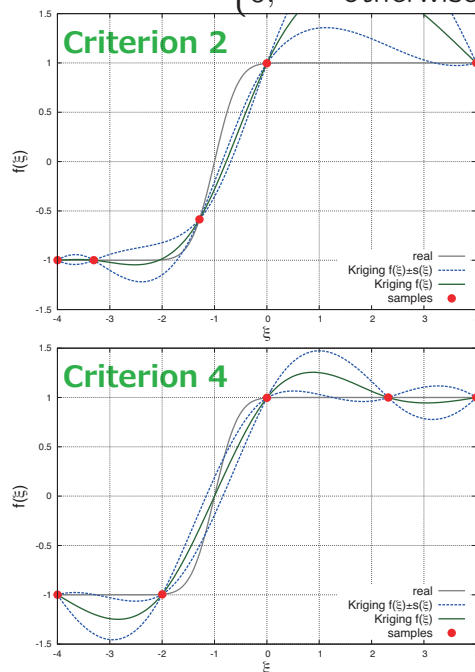 Criterion 2
1.5
1
0.5
0
-0.5
-1
-1.5
f(ξ)
real
Kriging f(ξ)±s(ξ)
Kriging f(ξ)
samples
-4 -3 -2 -1 0 1 2 3
ξ
Criterion 4
1.5
1
0.5
0
-0.5
-1
-1.5
f(ξ)
real
Kriging f(ξ)±s(ξ)
Kriging f(ξ)
samples
-4 -3 -2 -1 0 1 2 3
ξ